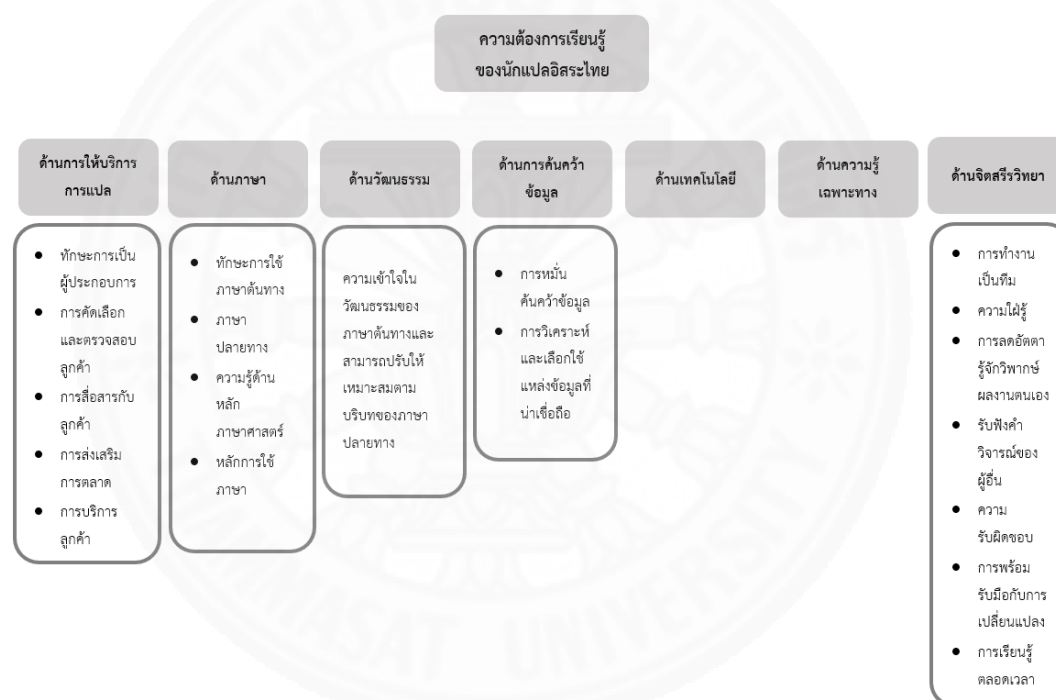 ความต้องการเรียนรู้
ของนักแปลอิสระไทย
ด้านการให้บริการ
การแปล
ด้านภาษา
ด้านวัฒนธรรม
ด้านการค้นคว้า
ข้อมูล
ด้านเทคโนโลยี
ด้านความรู้
เฉพาะทาง
ด้านจิตสรีรวิทยา
● ทักษะการเป็น
ผู้ประกอบการ
● การคัดเลือก
และตรวจสอบ
ลูกค้า
● การสื่อสารกับ
ลูกค้า
● การส่งเสริม
การตลาด
● การบริการ
ลูกค้า
● ทักษะการใช้
ภาษาต้นทาง
● ภาษา
ปลายทาง
● ความรู้ด้าน
หลัก
ภาษาศาสตร์
● หลักการใช้
ภาษา
ความเข้าใจใน
วัฒนธรรมของ
ภาษาต้นทางและ
สามารถปรับให้
เหมาะสมตาม
บริบทของภาษา
ปลายทาง
● การหมั่น
ค้นคว้าข้อมูล
● การวิเคราะห์
และเลือกใช้
แหล่งข้อมูลที่
น่าเชื่อถือ
● การทำงาน
เป็นทีม
● ความใฝ่รู้
● การลดอัตตา
รู้จักวิพากษ์
ผลงานตนเอง
● รับฟังคำ
วิจารณ์ของ
ผู้อื่น
● ความ
รับผิดชอบ
● การพร้อม
รับมือกับการ
เปลี่ยนแปลง
● การเรียนรู้
ตลอดเวลา